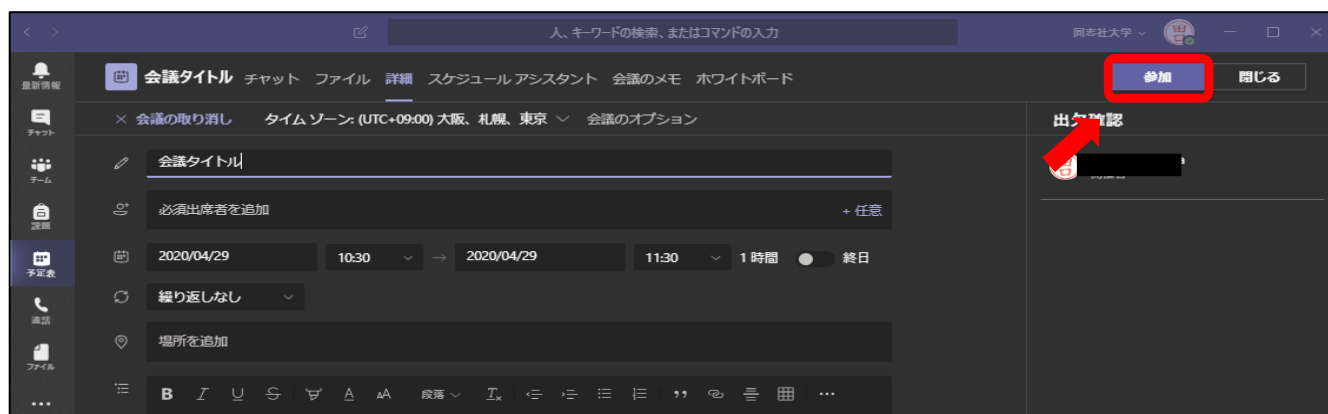 人、キーワードの検索、またはコマンドの入力
同志社大学
最新情報
会議タイトル チャット ファイル 詳細 スケジュール アシスタント 会議のメモ ホワイトボード
参加 閉じる
チャット
× 会議の取り消し タイム ゾーン: (UTC+09:00) 大阪、札幌、東京 会議のオプション
出欠確認
会議タイトル
チーム
必須出席者を追加 + 任意
課題
2020/04/29 10:30 → 2020/04/29 11:30 1 時間 終日
予定表
繰り返しなし
通話
場所を追加
ファイル
B I U S A AA 段落